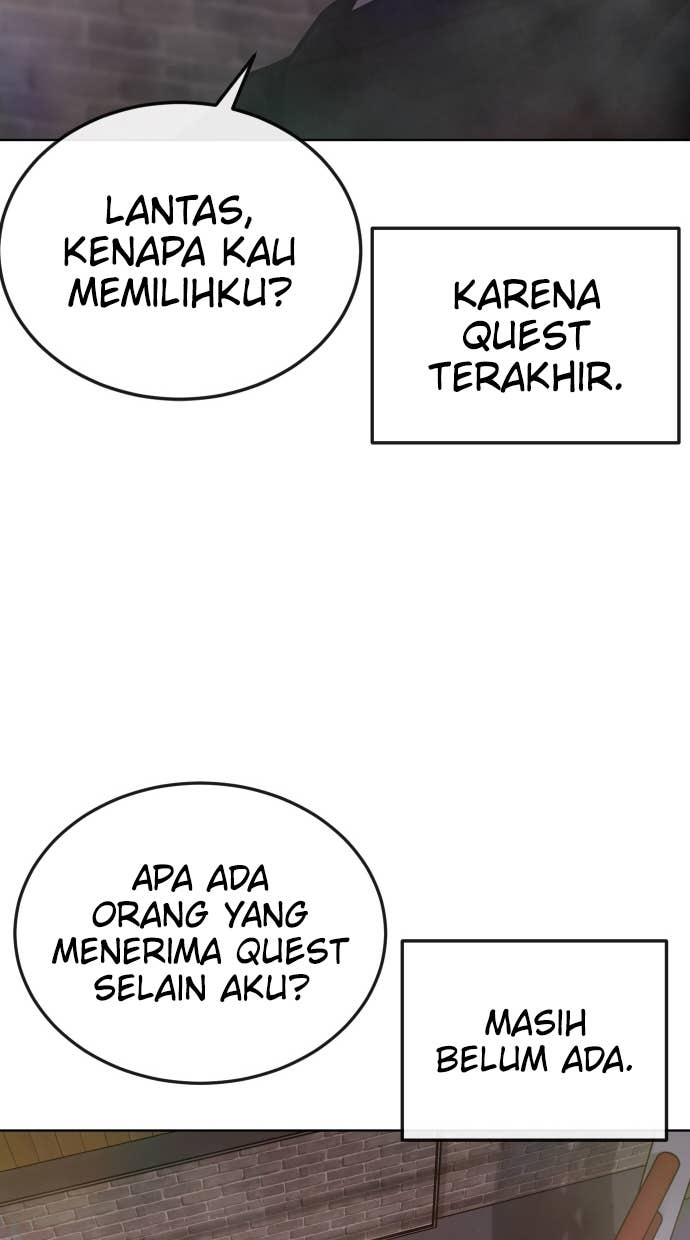 LANTAS,
KENAPA KAU
MEMILIHKU?
KARENA
QUEST
TERAKHIR.
APA ADA
ORANG YANG
MENERIMA QUEST
SELAIN AKU?
MASIH
BELUM ADA.